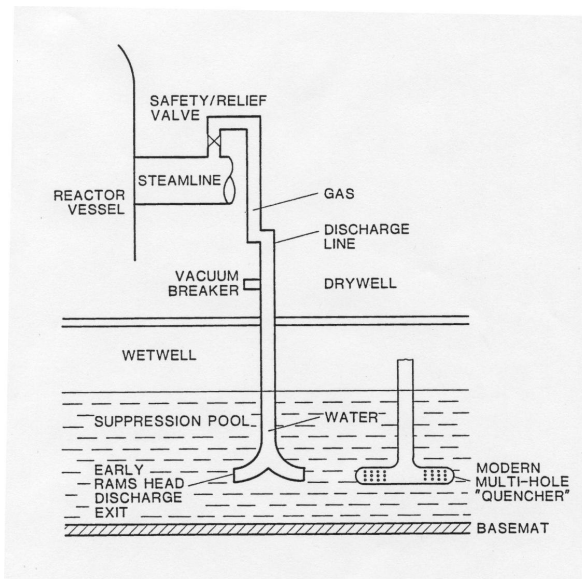 SAFETY/RELIEF
VALVE
STEAMLINE
REACTOR
VESSEL
GAS
DISCHARGE
LINE
VACUUM
BREAKER
DRYWELL
WETWELL
SUPPRESSION POOL
WATER
EARLY
RAMS HEAD
DISCHARGE
EXIT
MODERN
MULTI-HOLE
"QUENCHER"
BASEMAT